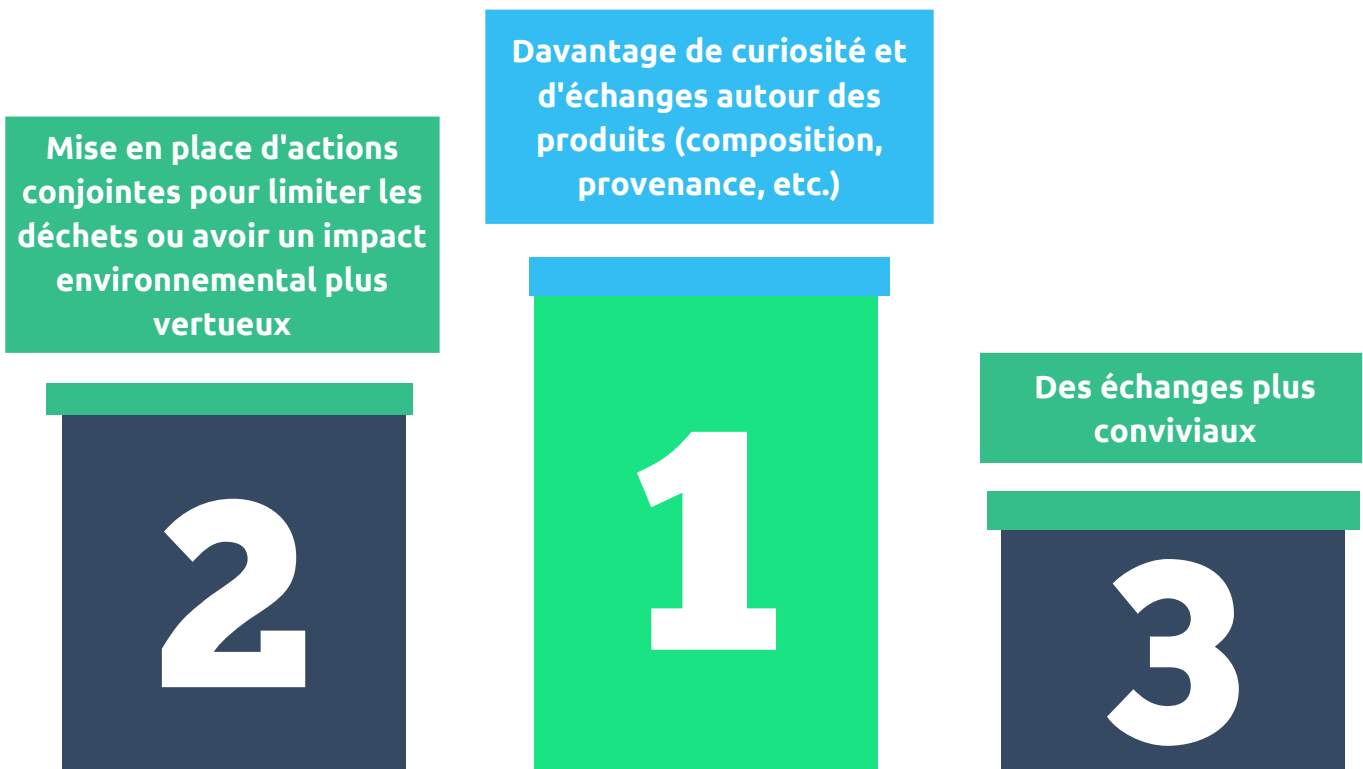 Davantage de curiosité et
d'échanges autour des
produits (composition,
provenance, etc.)
Mise en place d'actions
conjointes pour limiter les
déchets ou avoir un impact
environnemental plus
vertueux
Des échanges plus
conviviaux
2
1
3